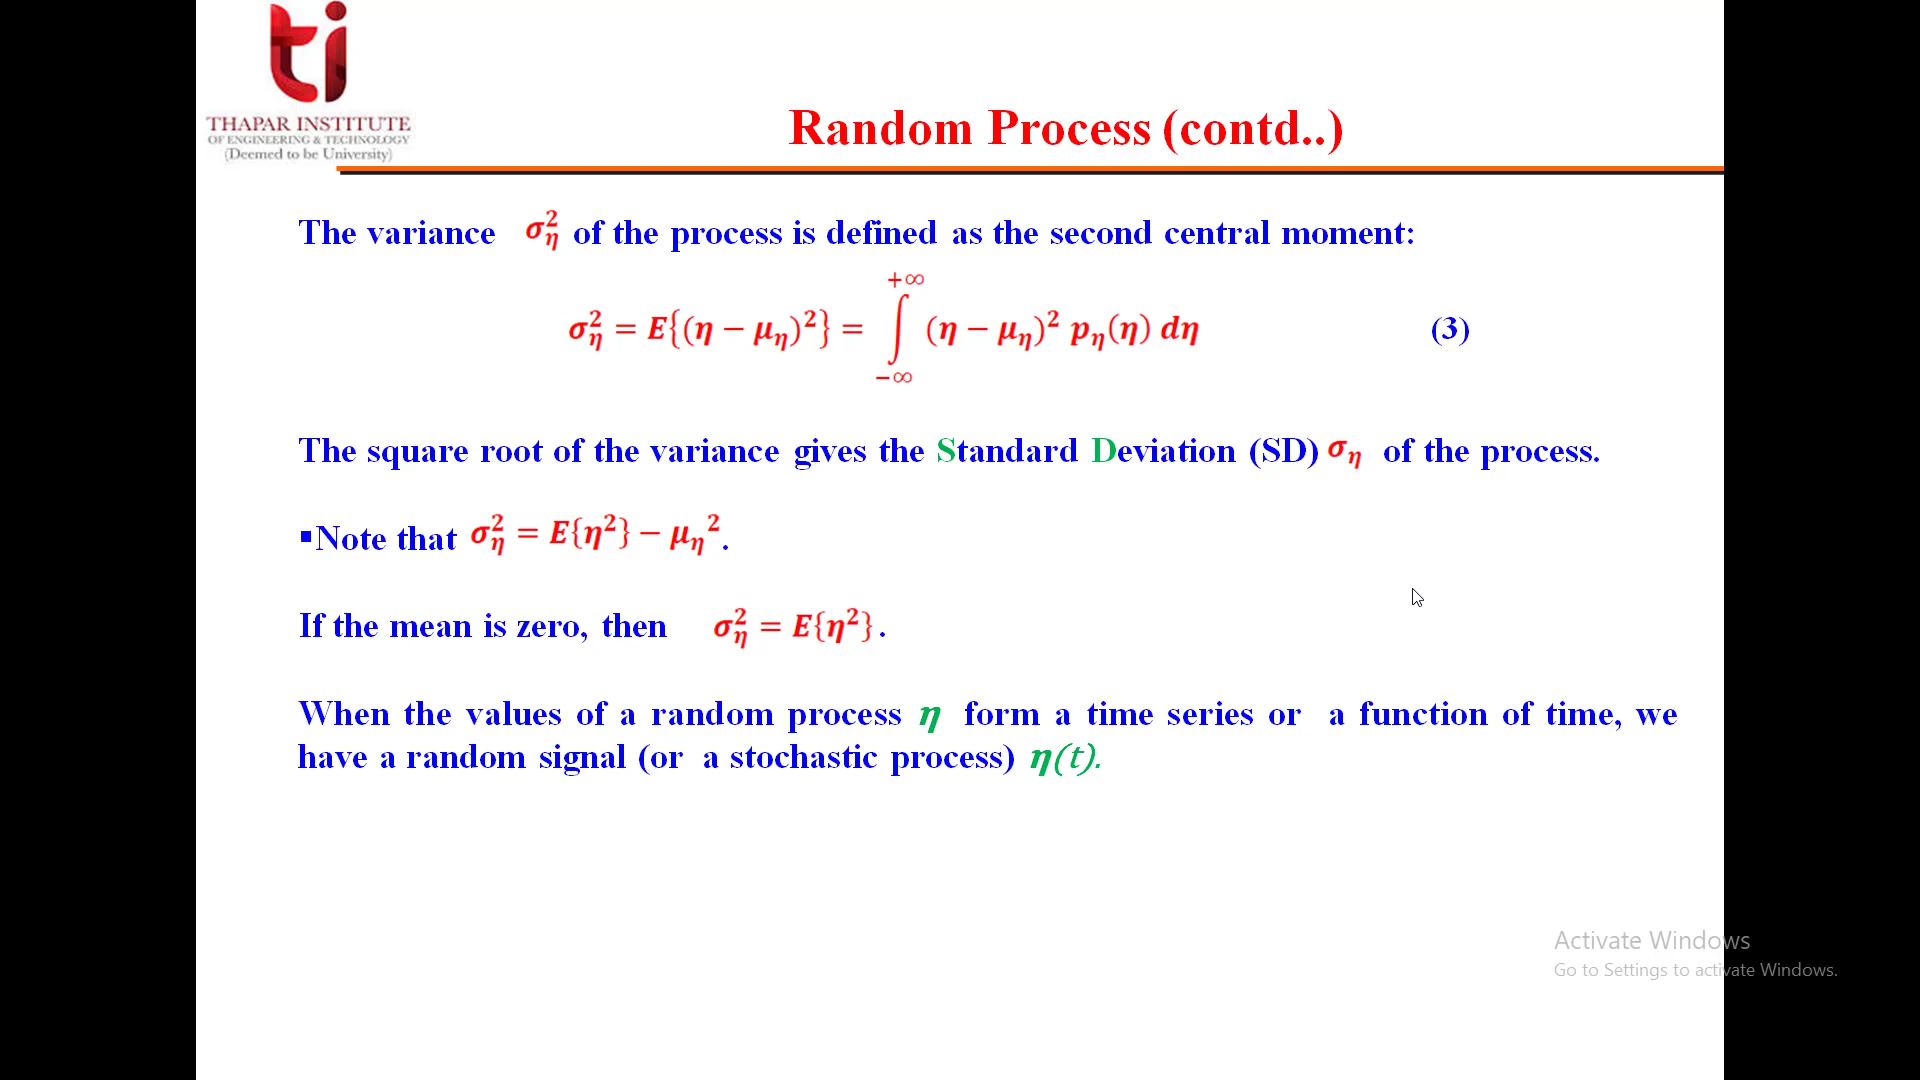 ti
THAPAR INSTITUTE
OF ENGINEERING & TECHNOLOGY
(Deemed to be University)
Random Process (contd..)
The variance σ_η^2 of the process is defined as the second central moment:
σ_η^2 = E{(η − μ_η)^2} = ∫_{−∞}^{+∞} (η − μ_η)^2 p_η(η) dη (3)
The square root of the variance gives the Standard Deviation (SD) σ_η of the process.
▪Note that σ_η^2 = E{η^2} − μ_η^2.
If the mean is zero, then σ_η^2 = E{η^2}.
When the values of a random process η form a time series or a function of time, we
have a random signal (or a stochastic process) η(t).
Activate Windows
Go to Settings to activate Windows.